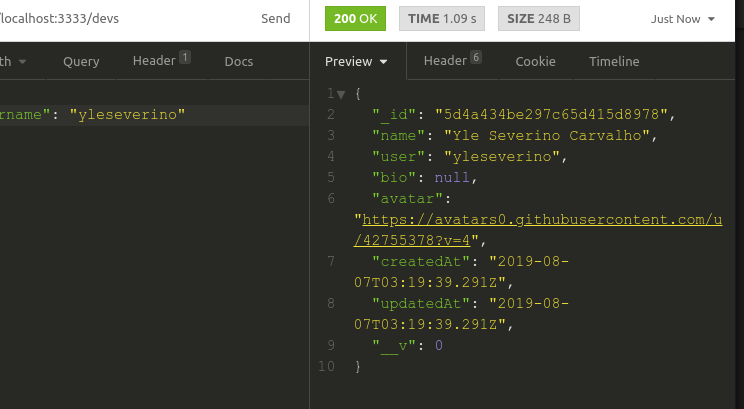 localhost:3333/devs Send 200 OK TIME 1.09 s SIZE 248 B Just Now
th Query Header 1 Docs Preview Header 6 Cookie Timeline
rname": "yleseverino"
1 {
2 "_id": "5d4a434be297c65d415d8978",
3 "name": "Yle Severino Carvalho",
4 "user": "yleseverino",
5 "bio": null,
6 "avatar":
"https://avatars0.githubusercontent.com/u
/42755378?v=4",
7 "createdAt": "2019-08-
07T03:19:39.291Z",
8 "updatedAt": "2019-08-
07T03:19:39.291Z",
9 "__v": 0
10 }